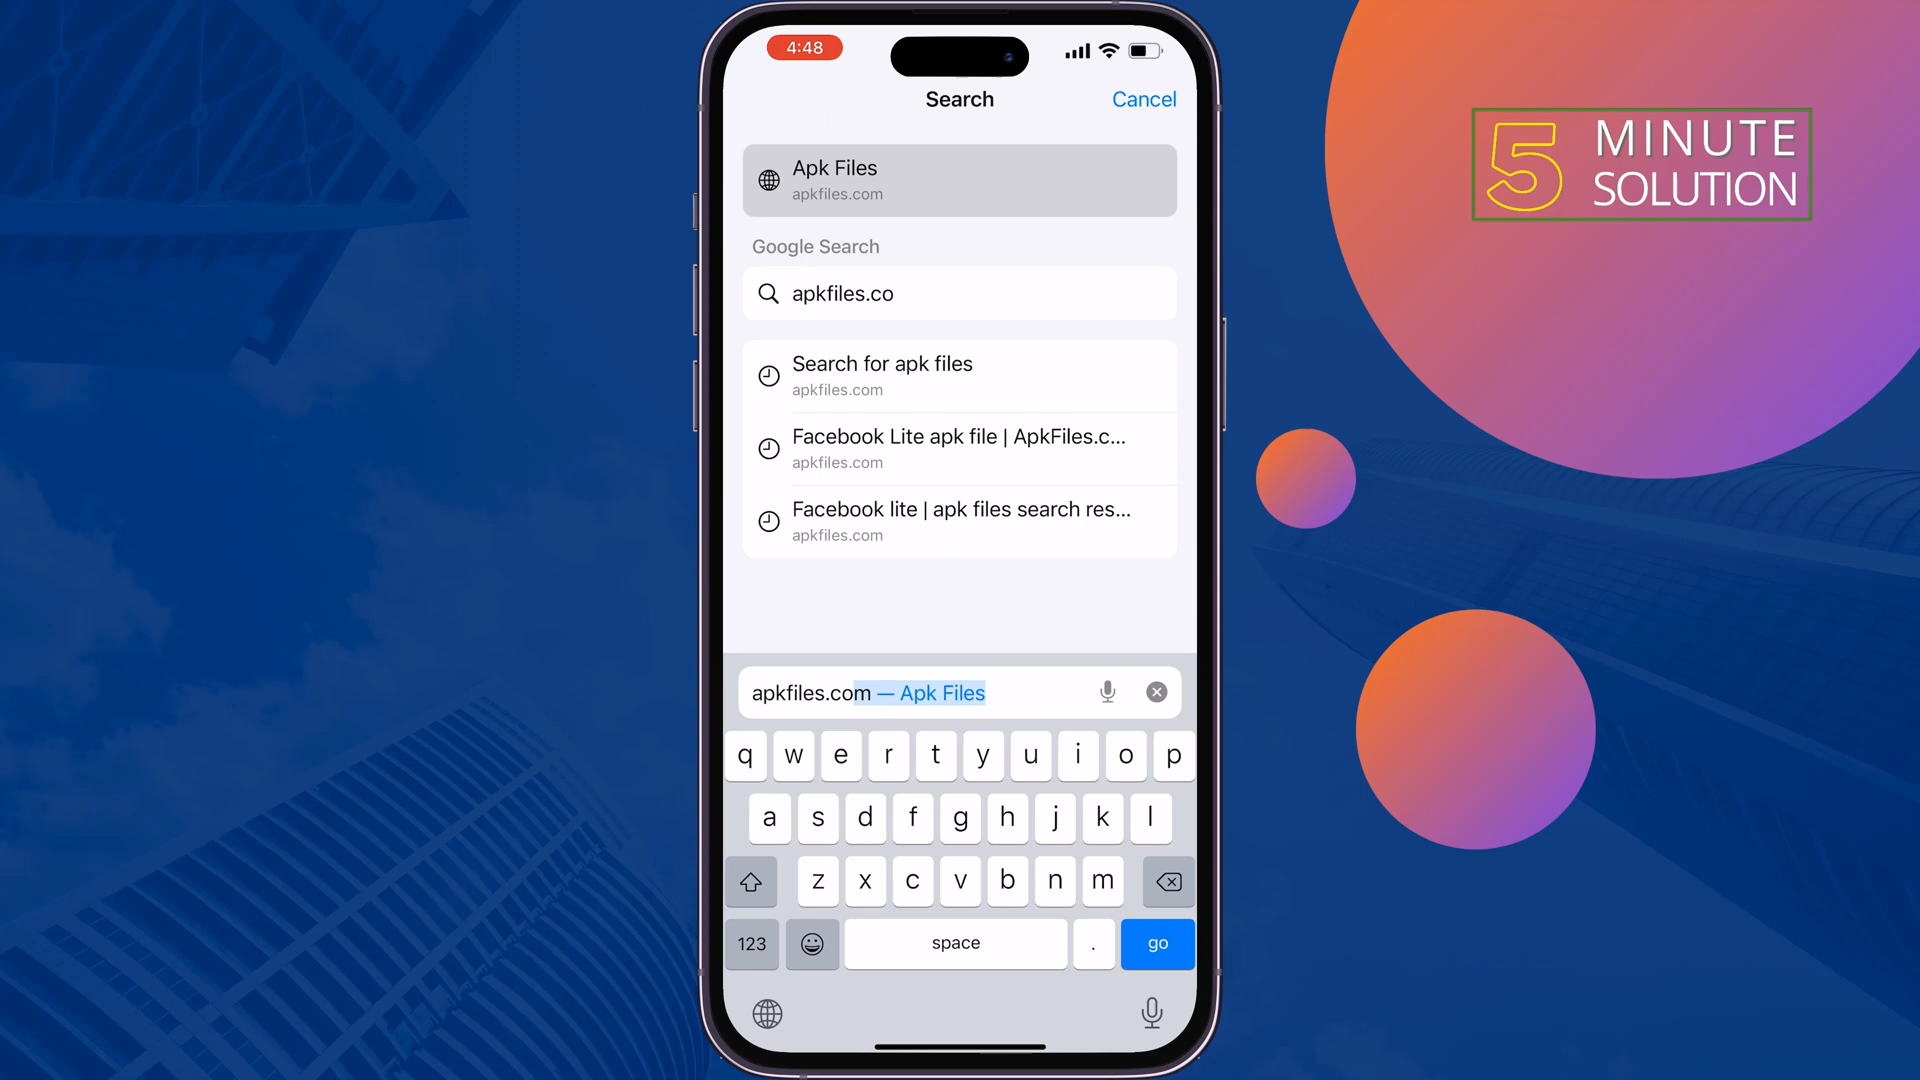 4:48
Search
Cancel
Apk Files
apkfiles.com
Google Search
apkfiles.co
Search for apk files
apkfiles.com
Facebook Lite apk file | ApkFiles.c...
apkfiles.com
Facebook lite | apk files search res...
apkfiles.com
apkfiles.com — Apk Files
q w e r t y u i o p
a s d f g h j k l
z x c v b n m
123 space . go
5 MINUTE
SOLUTION